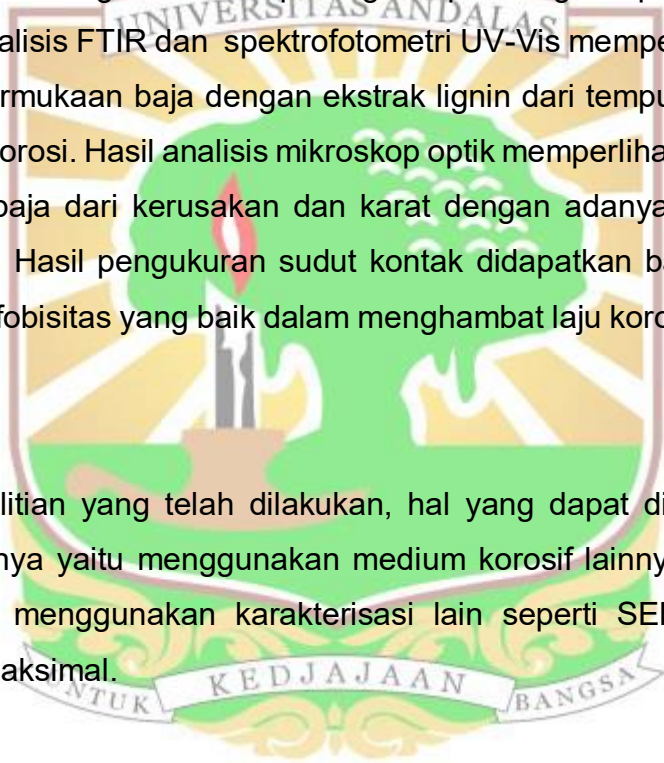 UNIVERSITAS ANDALAS
alisis FTIR dan spektrofotometri UV-Vis mempe
ermukaan baja dengan ekstrak lignin dari tempu
orosi. Hasil analisis mikroskop optik memperliha
baja dari kerusakan dan karat dengan adanya
Hasil pengukuran sudut kontak didapatkan ba
fobisitas yang baik dalam menghambat laju koro
litian yang telah dilakukan, hal yang dapat di
nya yaitu menggunakan medium korosif lainny
menggunakan karakterisasi lain seperti SE
aksimal.
UNTUK KEDJAJAAN BANGSA